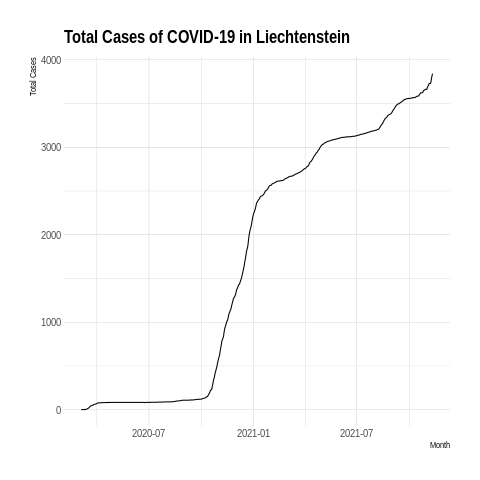 Total Cases of COVID-19 in Liechtenstein
Total Cases
4000
3000
2000
1000
0
2020-07 2021-01 2021-07
Month